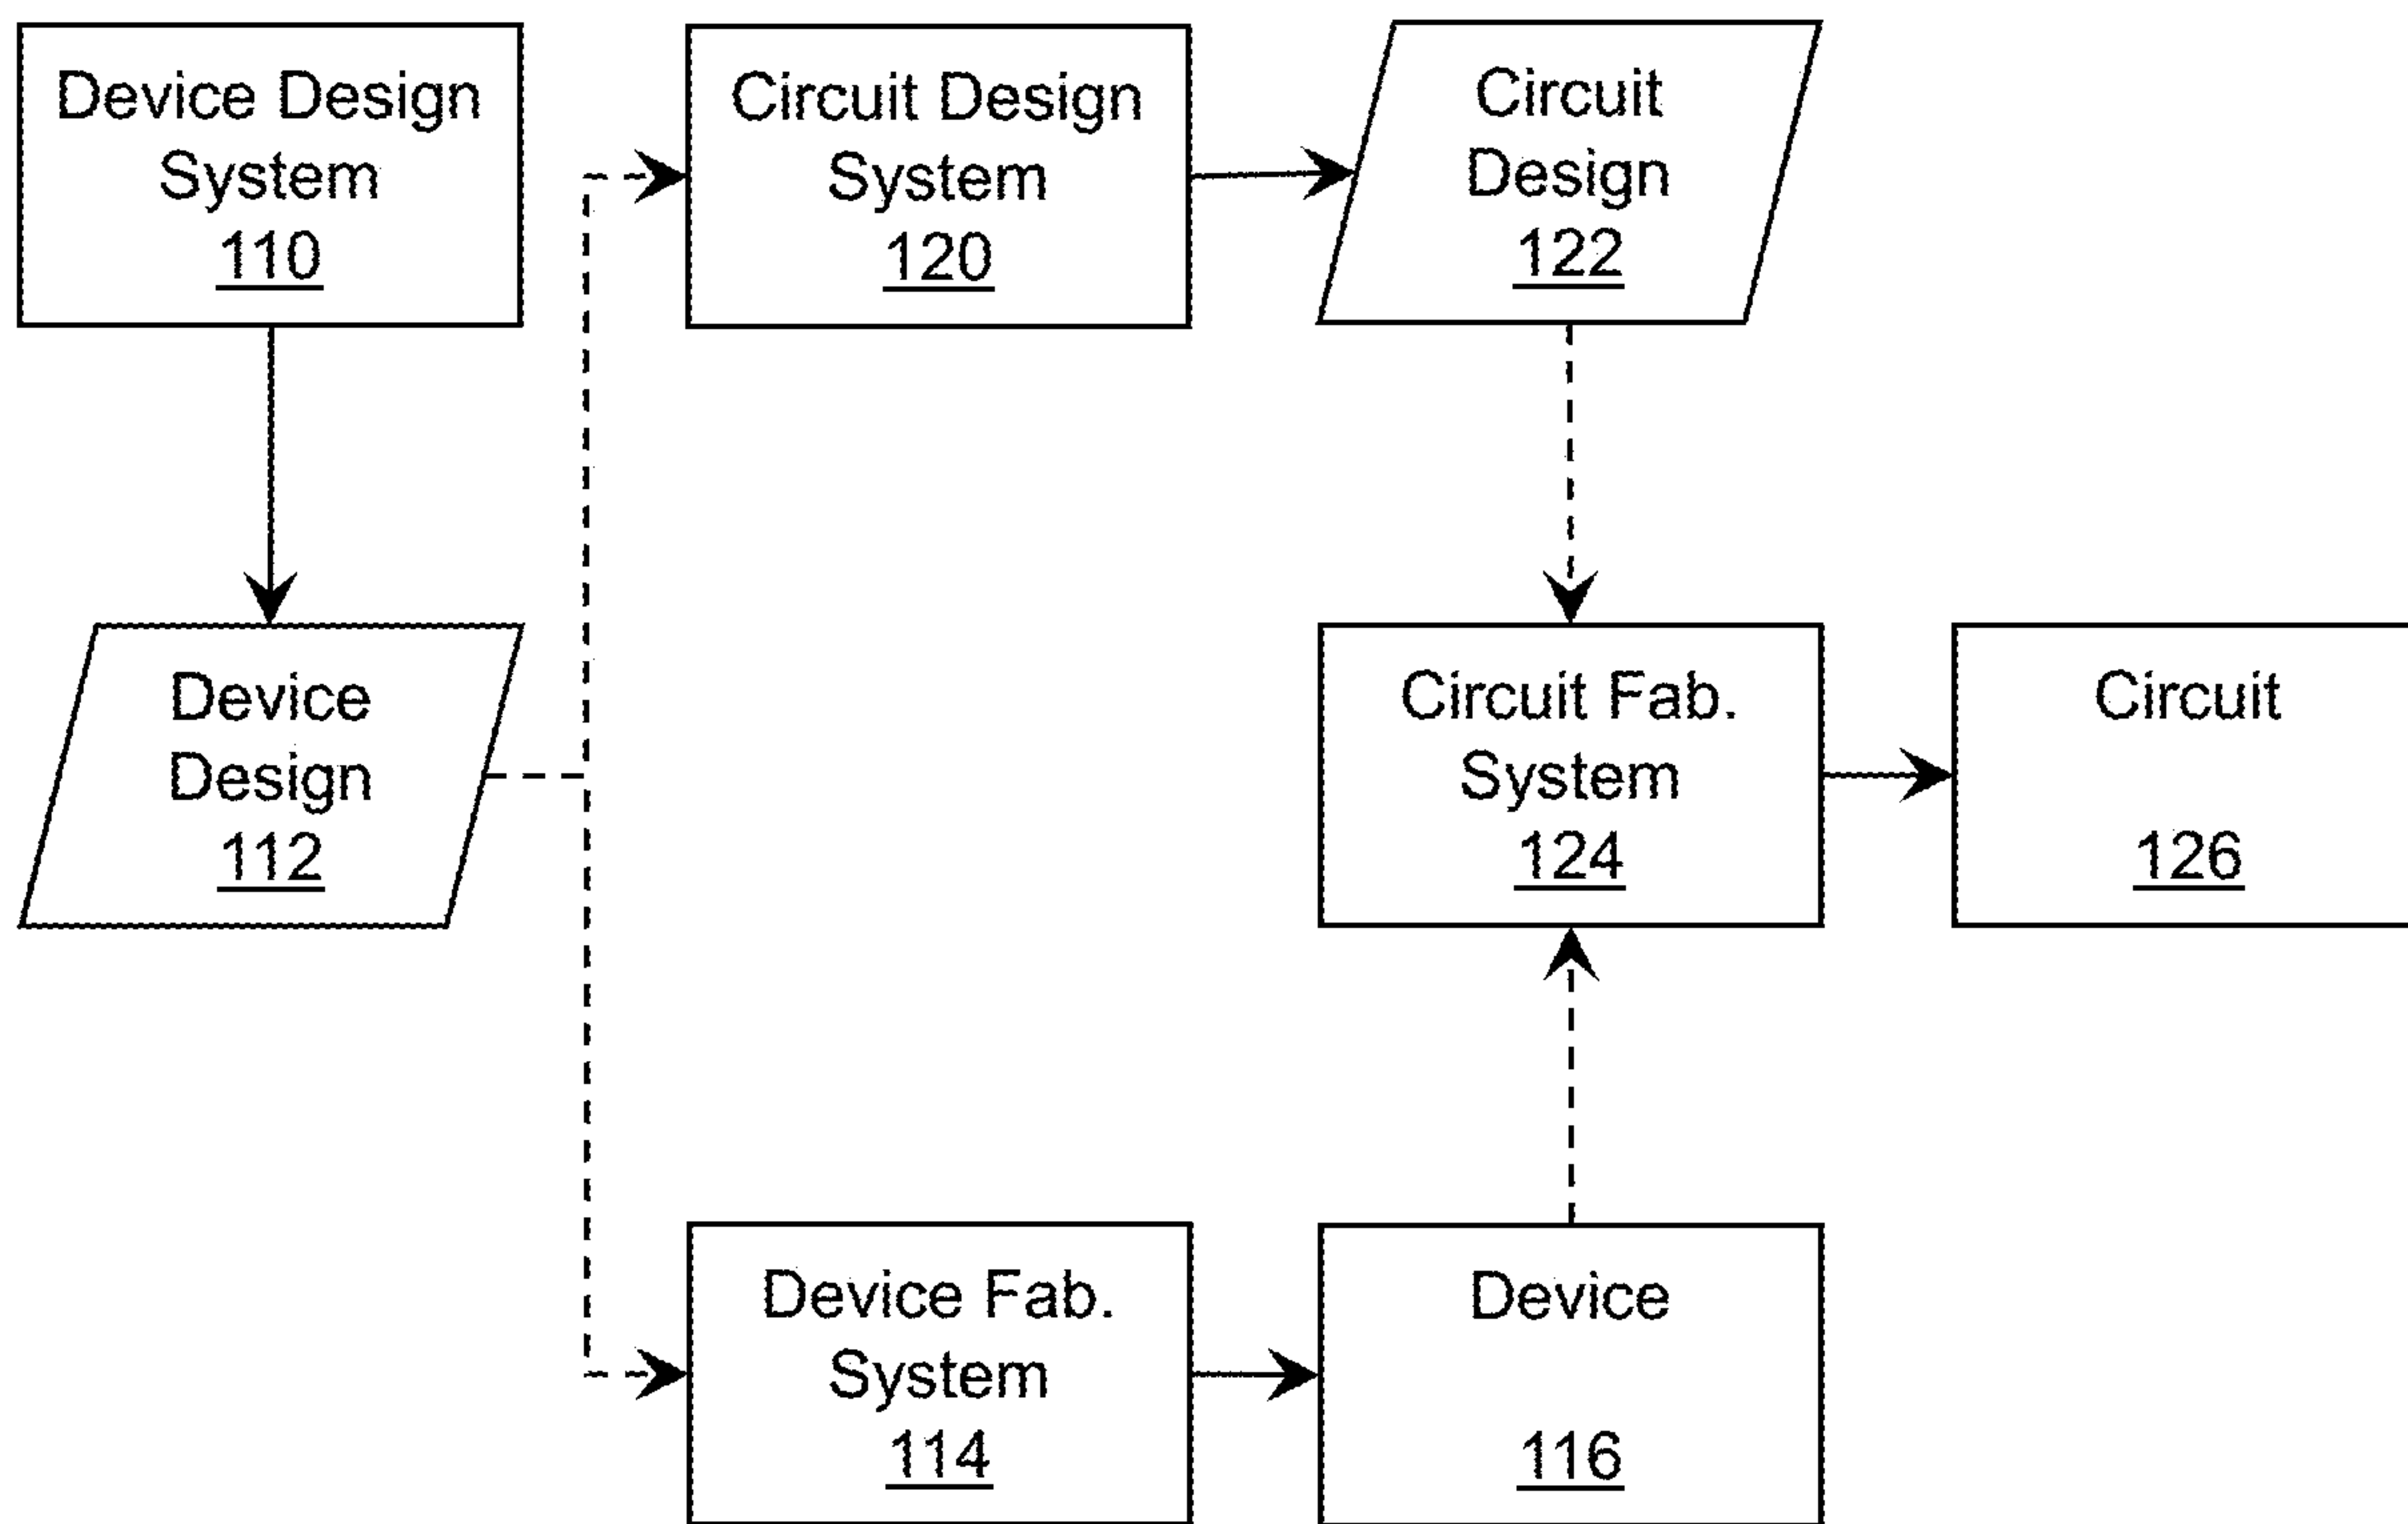 Device Design
System
110
Circuit Design
System
120
Circuit
Design
122
Device
Design
112
Circuit Fab.
System
124
Circuit
126
Device Fab.
System
114
Device
116